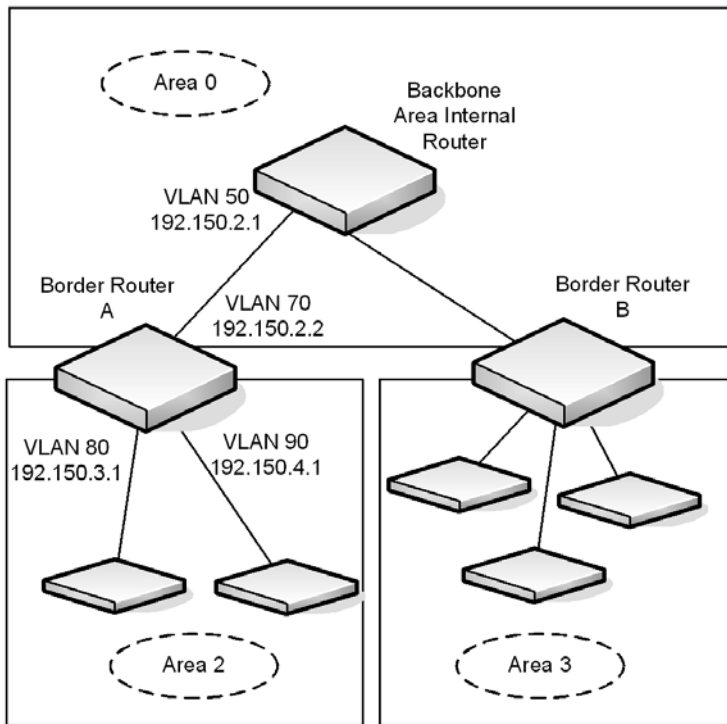 Area 0
Backbone
Area Internal
Router
VLAN 50
192.150.2.1
Border Router
A
VLAN 70
192.150.2.2
Border Router
B
VLAN 80
192.150.3.1
VLAN 90
192.150.4.1
Area 2
Area 3